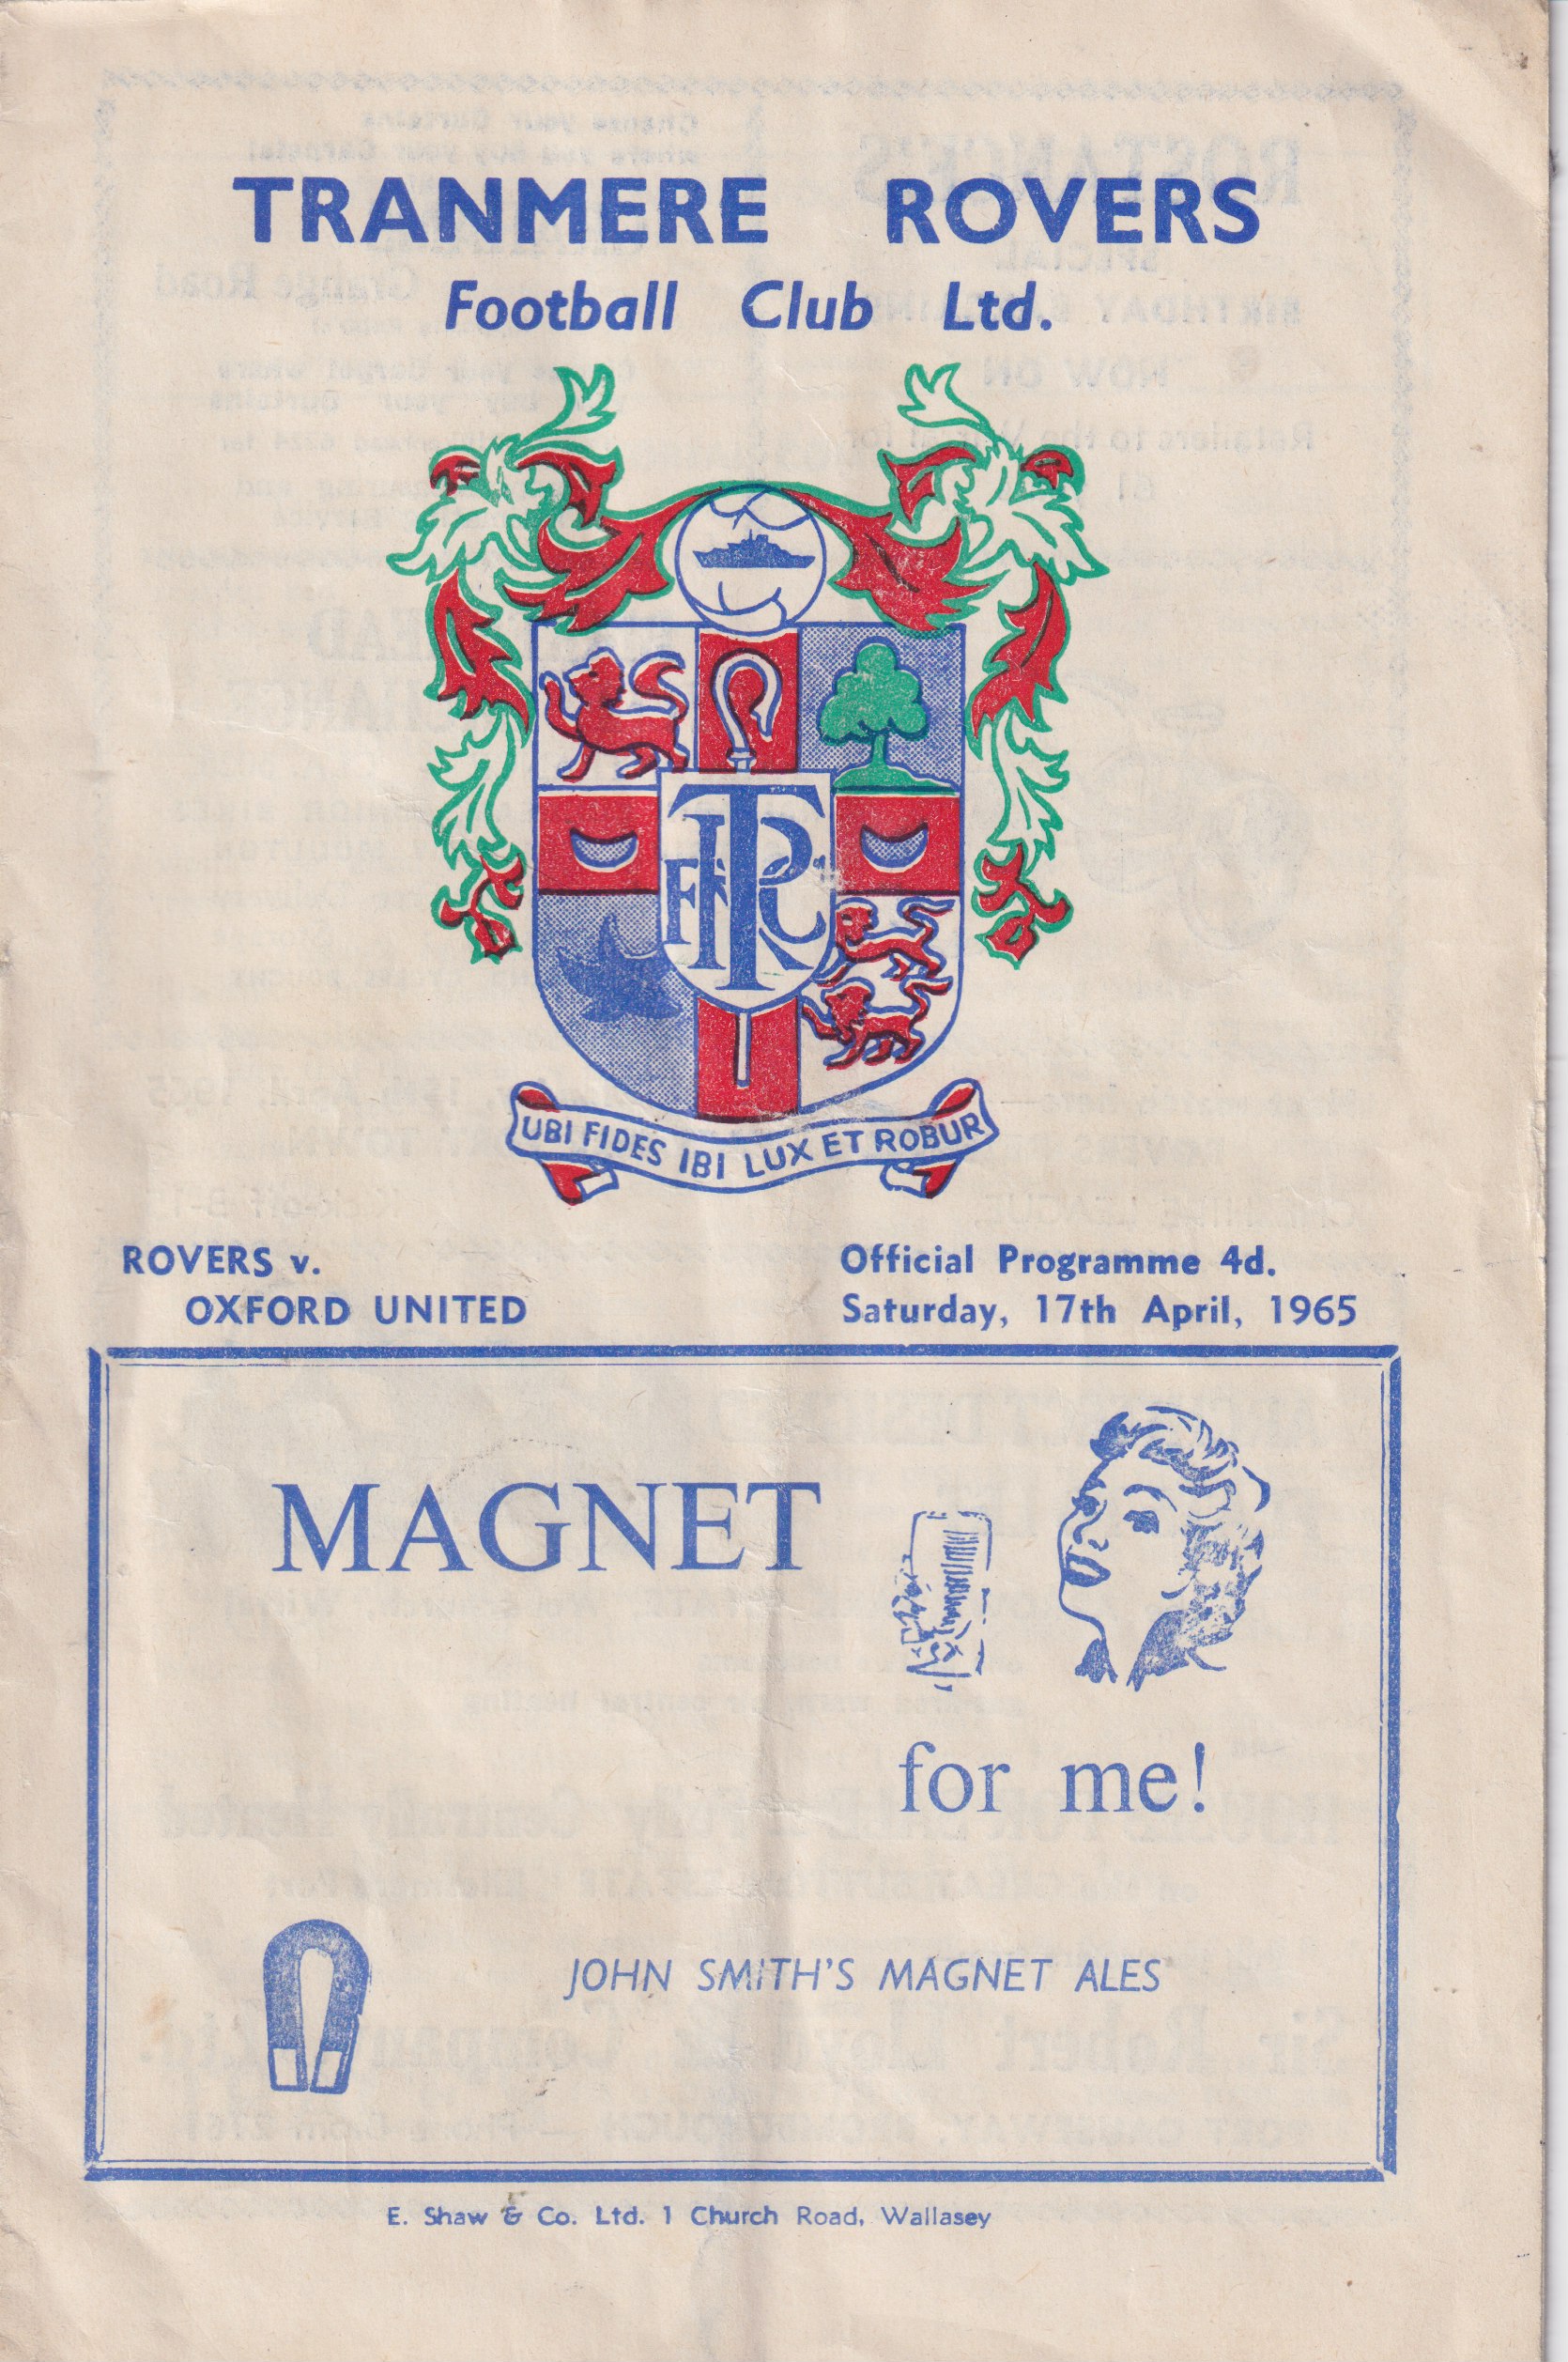 TRANMERE ROVERS
Football Club Ltd.
TRFC
UBI FIDES IBI LUX ET ROBUR
ROVERS v.
OXFORD UNITED
Official Programme 4d.
Saturday, 17th April, 1965
MAGNET
for me!
JOHN SMITH'S MAGNET ALES
E. Shaw & Co. Ltd. 1 Church Road, Wallasey